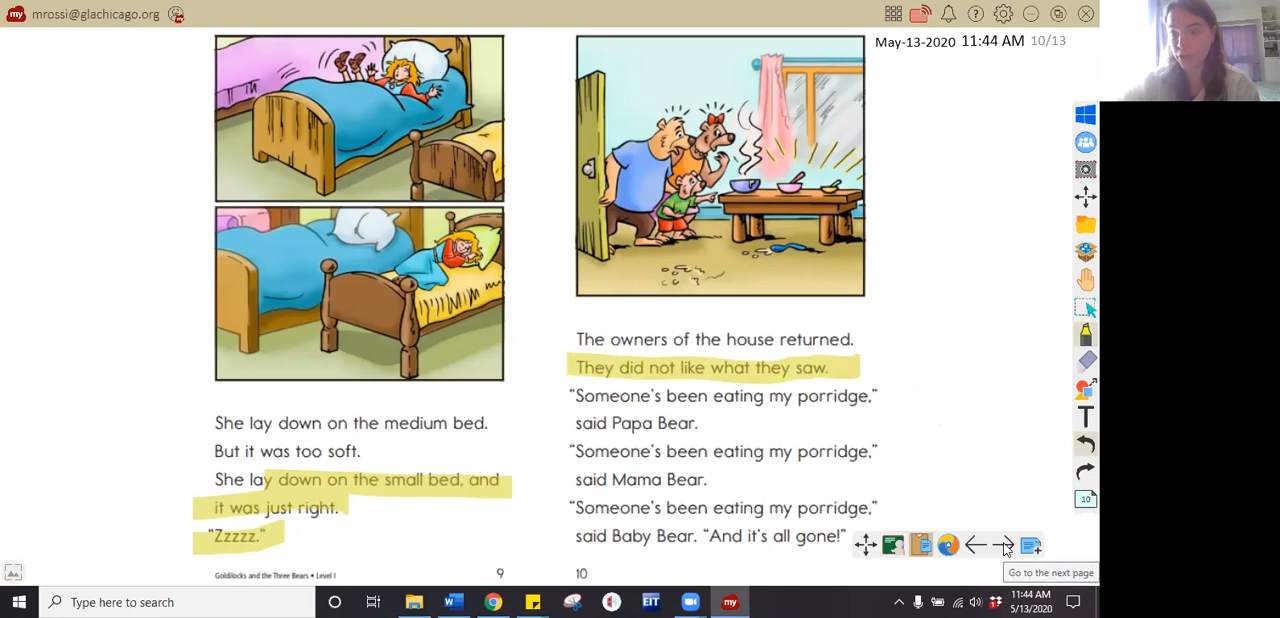 my mrossi@glachicago.org
May-13-2020 11:44 AM 10/13
She lay down on the medium bed.
But it was too soft.
She lay down on the small bed, and
it was just right.
"Zzzzz."
Goldilocks and the Three Bears • Level I
9
The owners of the house returned.
They did not like what they saw.
"Someone's been eating my porridge,"
said Papa Bear.
"Someone's been eating my porridge,"
said Mama Bear.
"Someone's been eating my porridge,"
said Baby Bear. "And it's all gone!"
10
T
10
Go to the next page
Type here to search
W
EIT
my
11:44 AM
5/13/2020